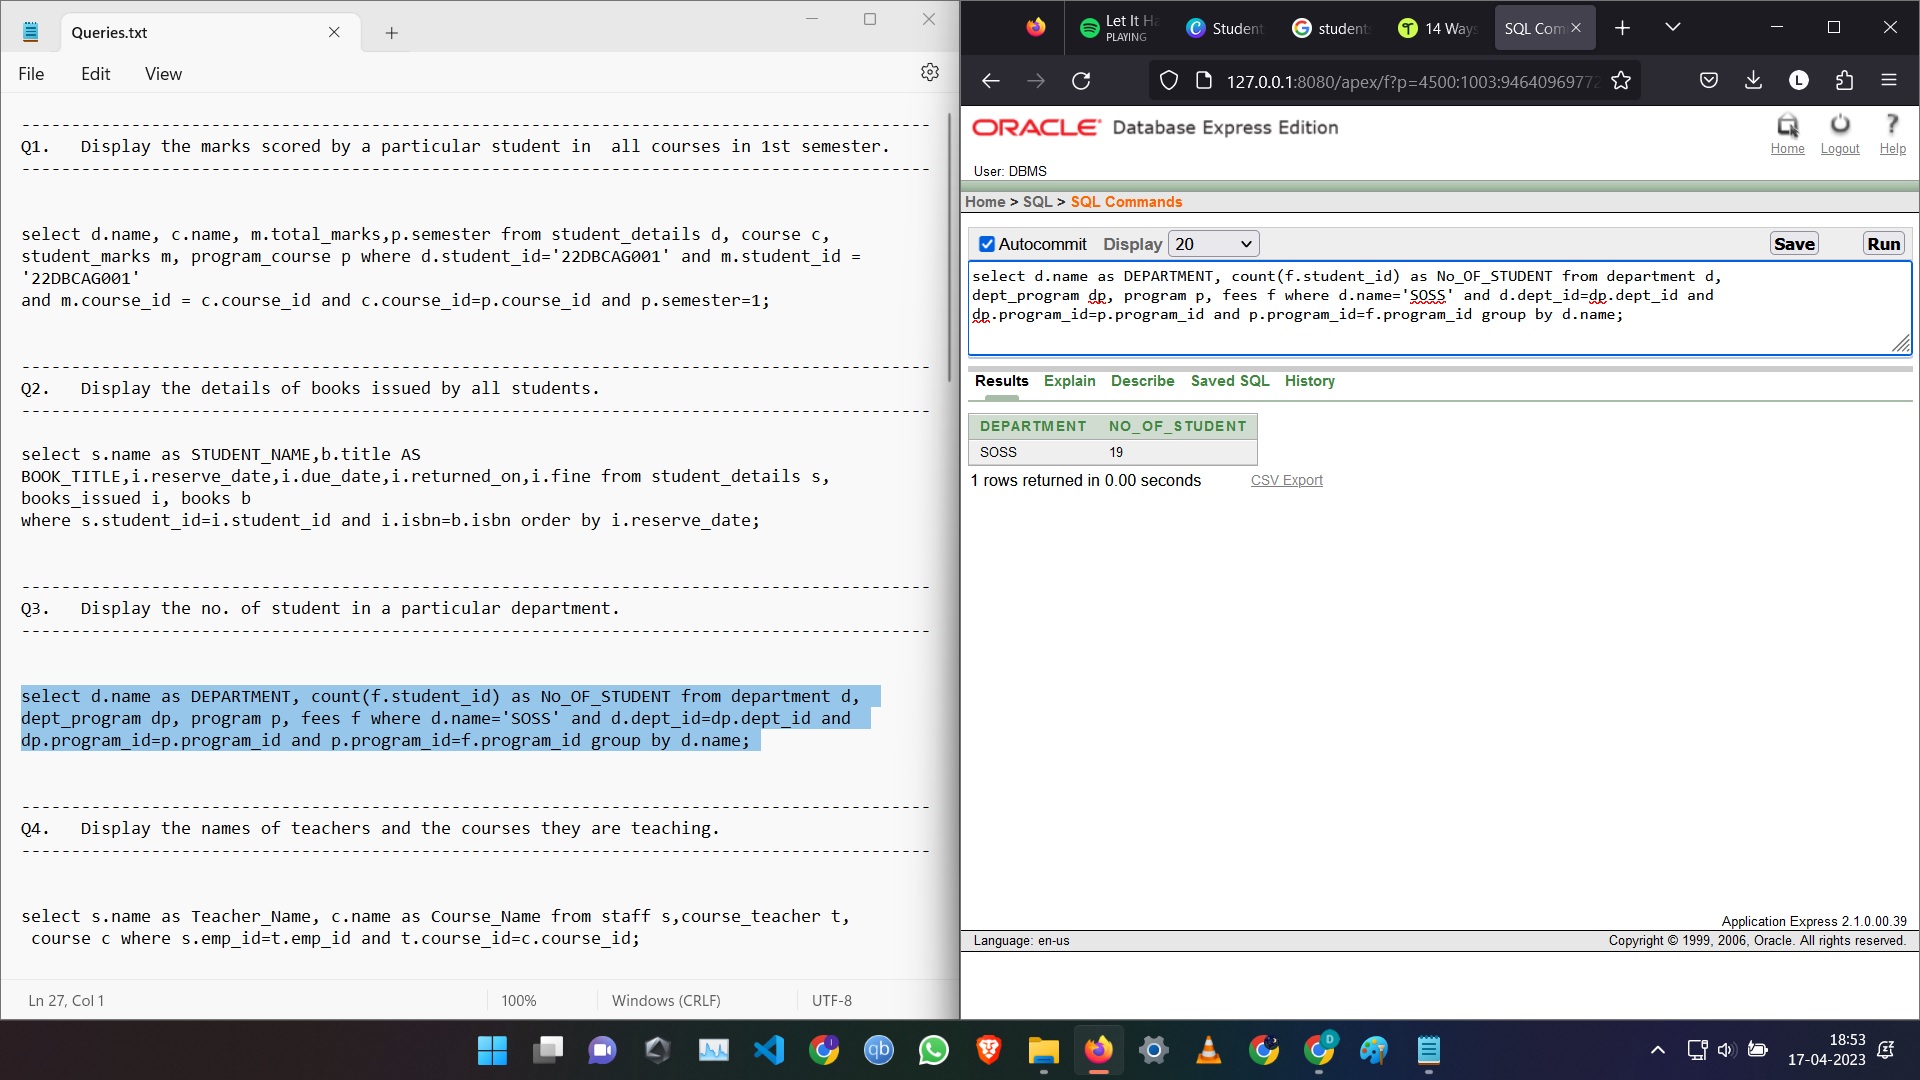 Queries.txt
File Edit View
--------------------------------------------------------------------------------------------
Q1. Display the marks scored by a particular student in  all courses in 1st semester.
--------------------------------------------------------------------------------------------
select d.name, c.name, m.total_marks,p.semester from student_details d, course c,
student_marks m, program_course p where d.student_id='22DBCAG001' and m.student_id =
'22DBCAG001'
and m.course_id = c.course_id and c.course_id=p.course_id and p.semester=1;
--------------------------------------------------------------------------------------------
Q2. Display the details of books issued by all students.
--------------------------------------------------------------------------------------------
select s.name as STUDENT_NAME,b.title AS
BOOK_TITLE,i.reserve_date,i.due_date,i.returned_on,i.fine from student_details s,
books_issued i, books b
where s.student_id=i.student_id and i.isbn=b.isbn order by i.reserve_date;
--------------------------------------------------------------------------------------------
Q3. Display the no. of student in a particular department.
--------------------------------------------------------------------------------------------
select d.name as DEPARTMENT, count(f.student_id) as No_OF_STUDENT from department d,
dept_program dp, program p, fees f where d.name='SOSS' and d.dept_id=dp.dept_id and
dp.program_id=p.program_id and p.program_id=f.program_id group by d.name;
--------------------------------------------------------------------------------------------
Q4. Display the names of teachers and the courses they are teaching.
--------------------------------------------------------------------------------------------
select s.name as Teacher_Name, c.name as Course_Name from staff s,course_teacher t,
course c where s.emp_id=t.emp_id and t.course_id=c.course_id;
Ln 27, Col 1 100% Windows (CRLF) UTF-8
Let It Ha
PLAYING
Student
student
14 Ways
SQL Com
127.0.0.1:8080/apex/f?p=4500:1003:94640969772
ORACLE Database Express Edition
Home Logout Help
User: DBMS
Home > SQL > SQL Commands
Autocommit Display 20 Save Run
select d.name as DEPARTMENT, count(f.student_id) as No_OF_STUDENT from department d,
dept_program dp, program p, fees f where d.name='SOSS' and d.dept_id=dp.dept_id and
dp.program_id=p.program_id and p.program_id=f.program_id group by d.name;
Results Explain Describe Saved SQL History
DEPARTMENT NO_OF_STUDENT
SOSS 19
1 rows returned in 0.00 seconds CSV Export
Application Express 2.1.0.00.39
Language: en-us Copyright © 1999, 2006, Oracle. All rights reserved.
qb
D
18:53
17-04-2023